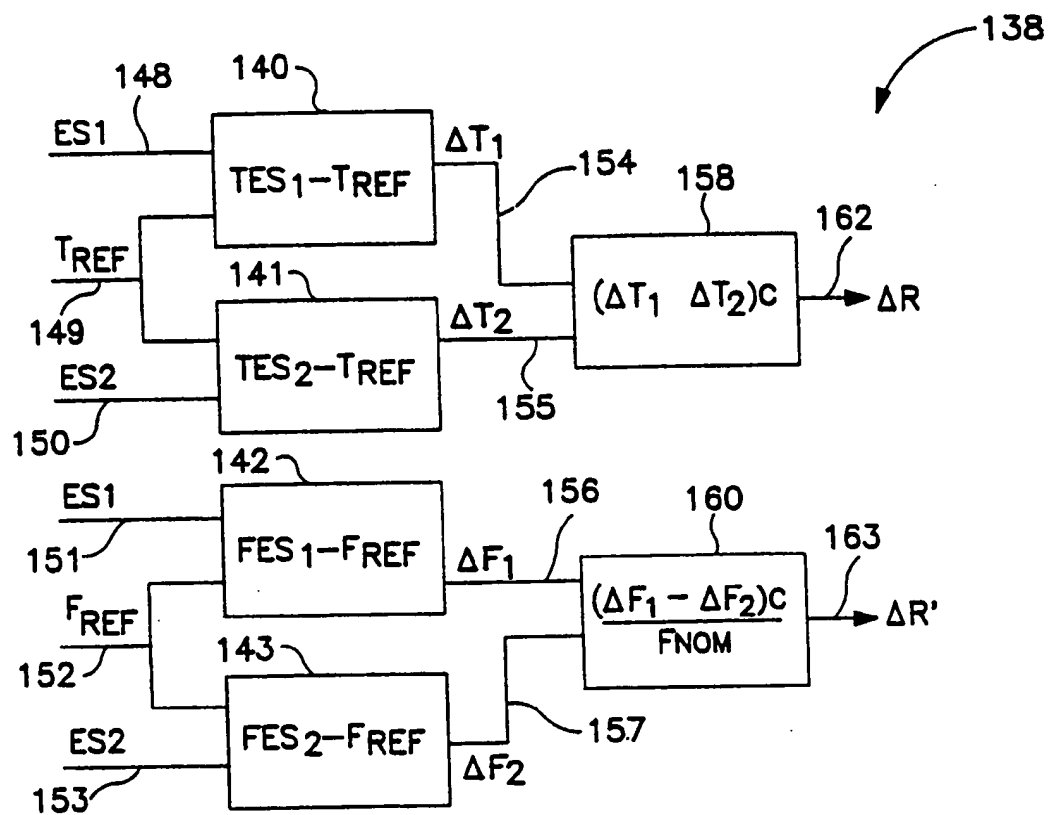 138
148
140
ES1
TES1-TREF
ΔT1
154
158
162
TREF
149
141
(ΔT1 ΔT2)C
ΔR
ES2
TES2-TREF
ΔT2
155
150
142
ES1
151
FES1-FREF
ΔF1
156
160
163
FREF
152
143
(ΔF1 - ΔF2)C
FNOM
ΔR'
ES2
153
FES2-FREF
ΔF2
157